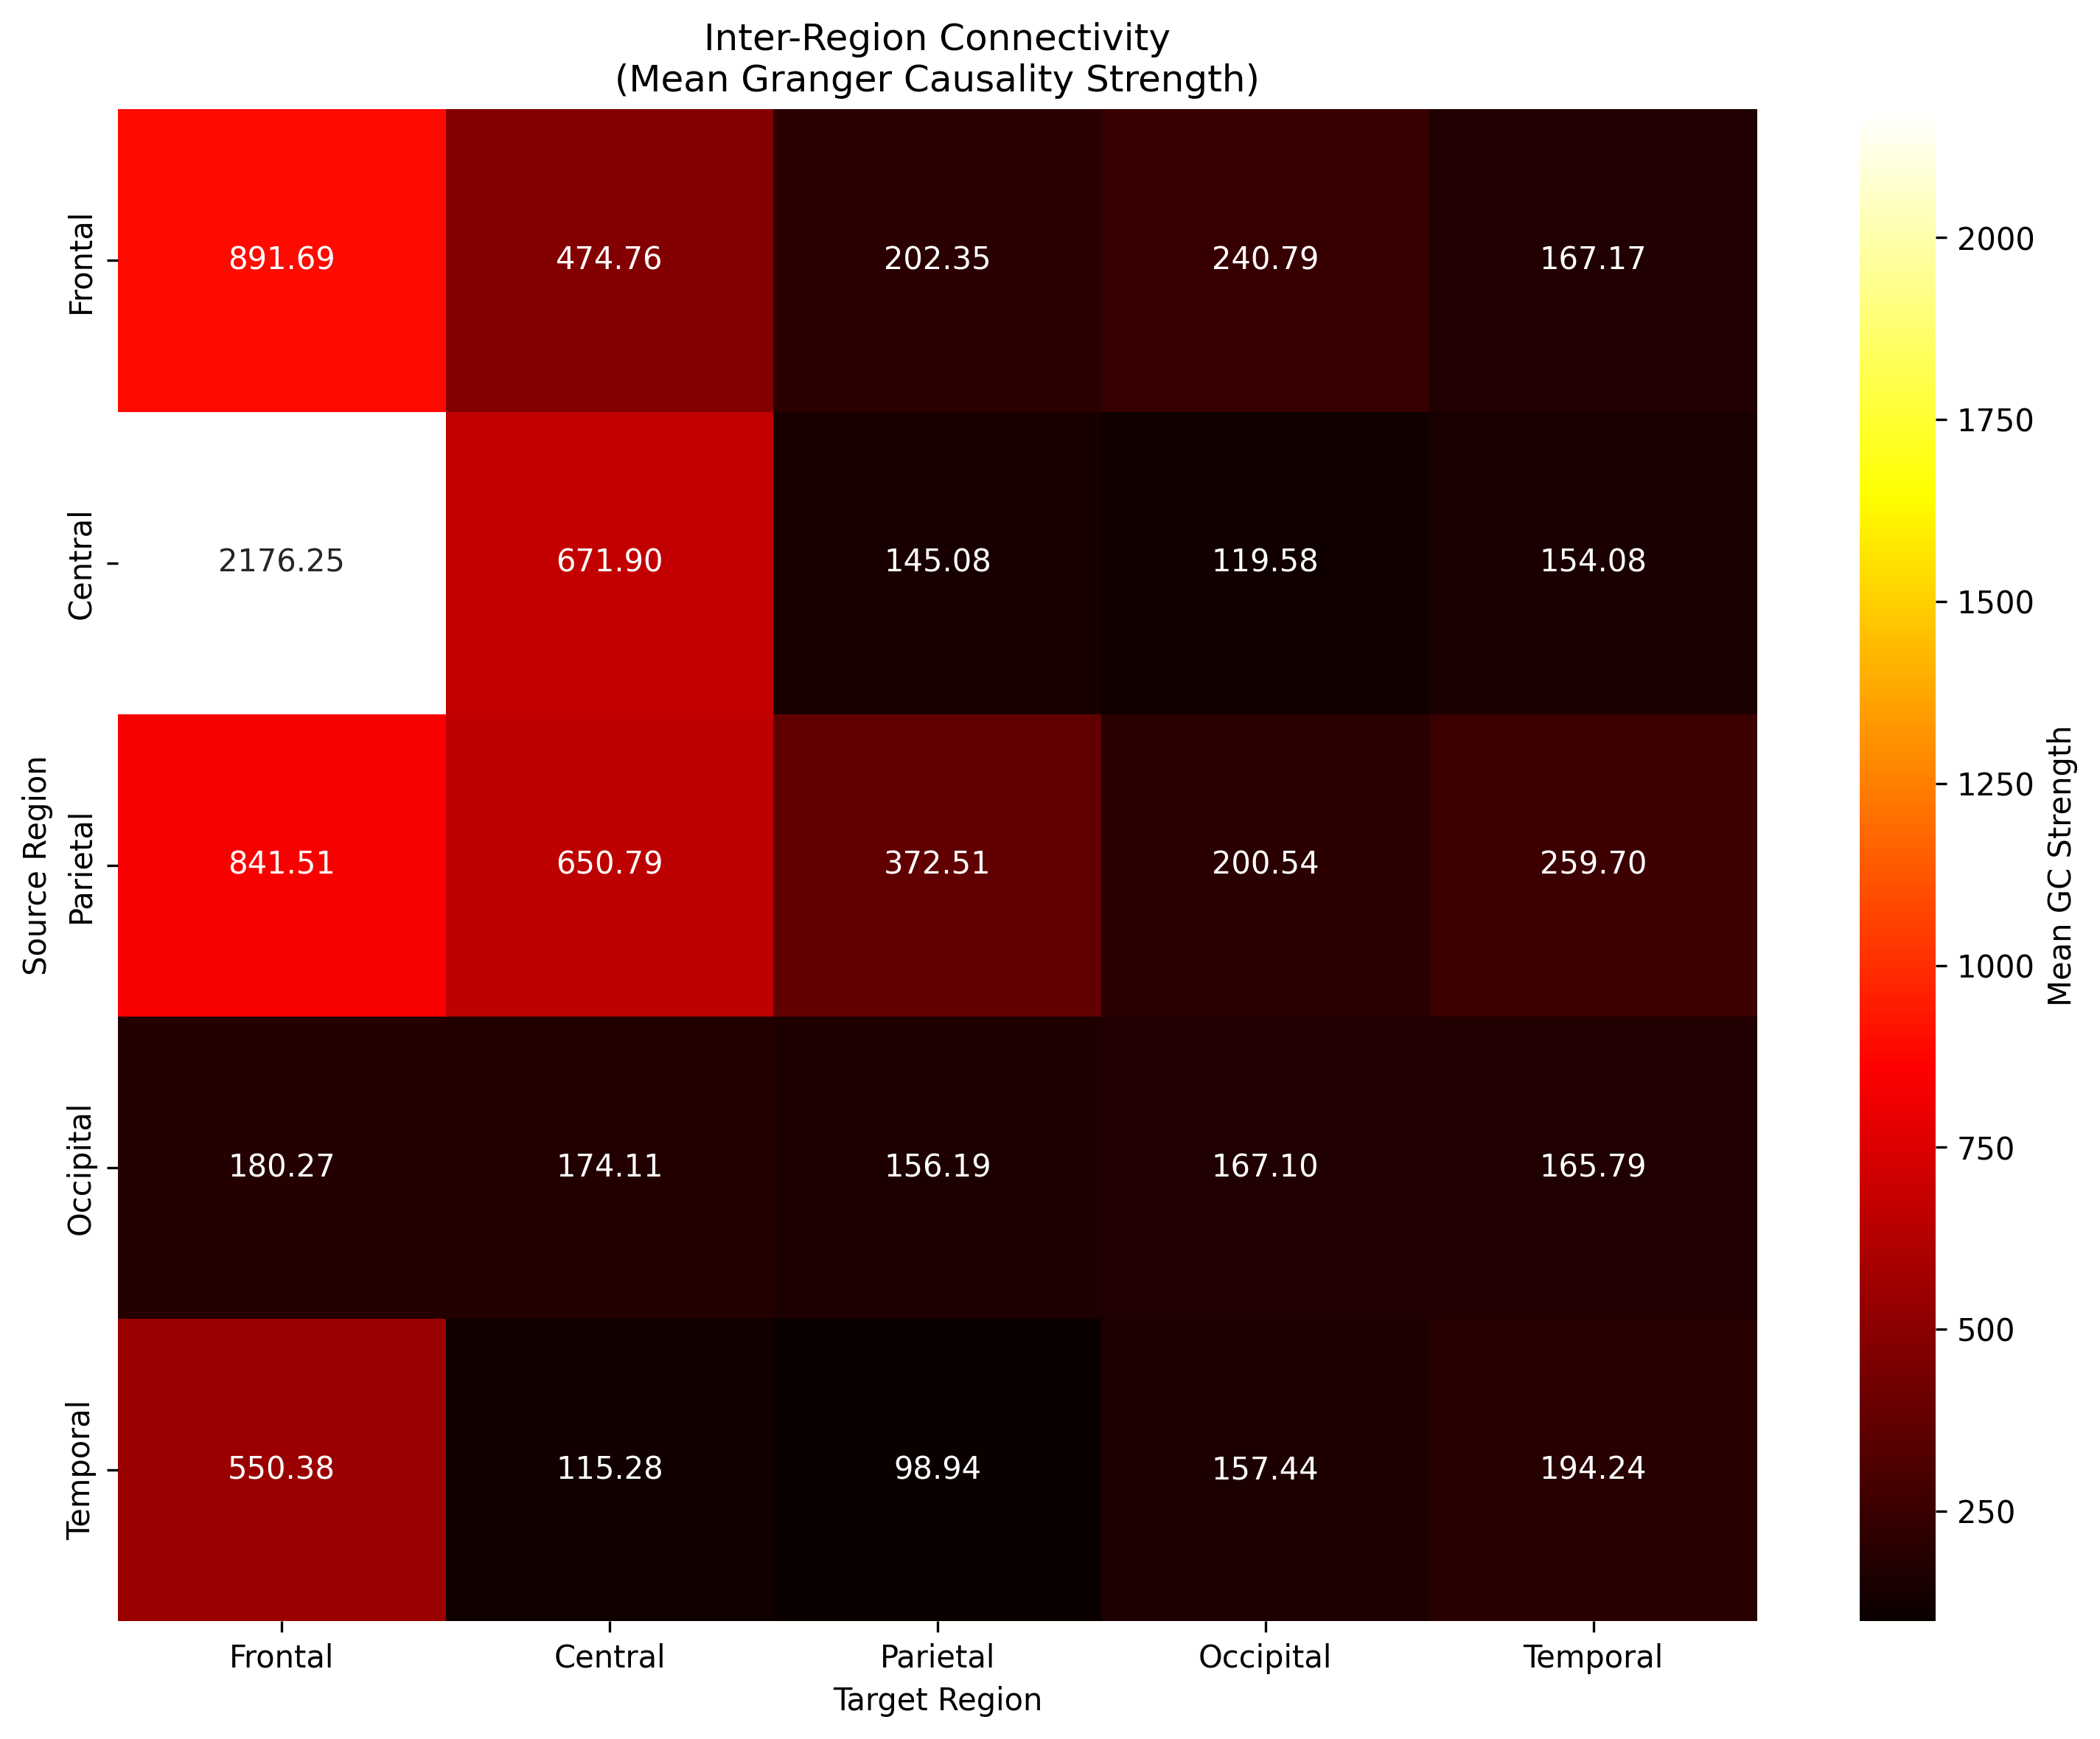 Inter-Region Connectivity
(Mean Granger Causality Strength)
Source Region
Frontal
891.69 474.76 202.35 240.79 167.17
Central
2176.25 671.90 145.08 119.58 154.08
Parietal
841.51 650.79 372.51 200.54 259.70
Occipital
180.27 174.11 156.19 167.10 165.79
Temporal
550.38 115.28 98.94 157.44 194.24
Frontal Central Parietal Occipital Temporal
Target Region
2000
1750
1500
1250
1000
750
500
250
Mean GC Strength